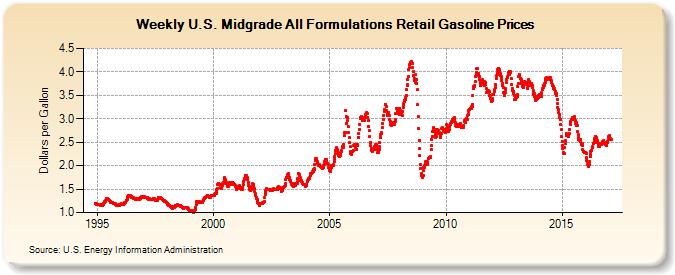 Weekly U.S. Midgrade All Formulations Retail Gasoline Prices
Dollars per Gallon
4.5
4.0
3.5
3.0
2.5
2.0
1.5
1.0
1995 2000 2005 2010 2015
Source: U.S. Energy Information Administration